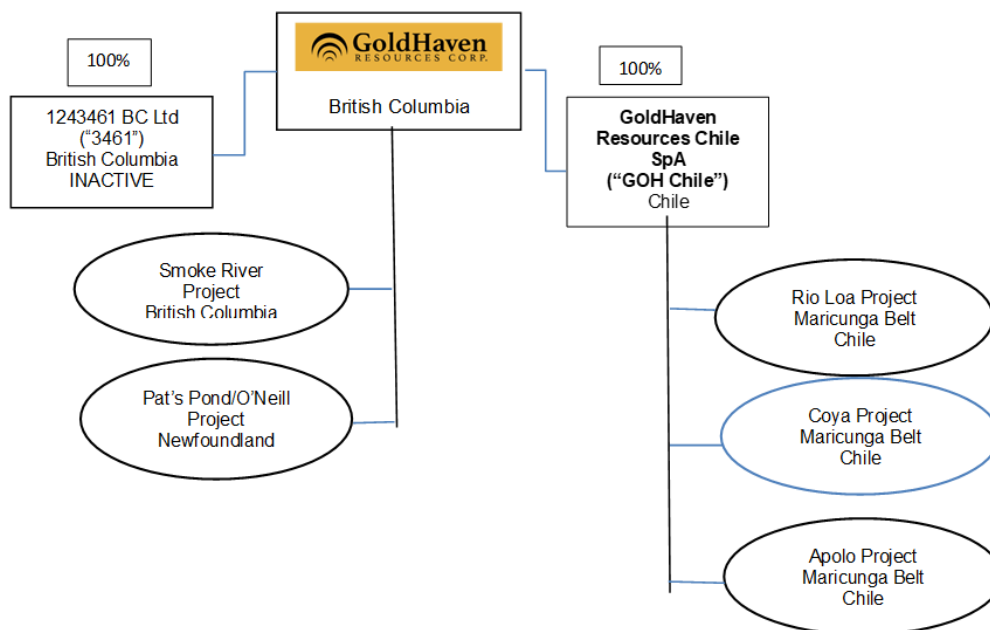 GoldHaven
RESOURCES CORP.
British Columbia
100%
1243461 BC Ltd
(“3461”)
British Columbia
INACTIVE
100%
GoldHaven
Resources Chile
SpA
(“GOH Chile”)
Chile
Smoke River
Project
British Columbia
Pat’s Pond/O’Neill
Project
Newfoundland
Rio Loa Project
Maricunga Belt
Chile
Coya Project
Maricunga Belt
Chile
Apolo Project
Maricunga Belt
Chile